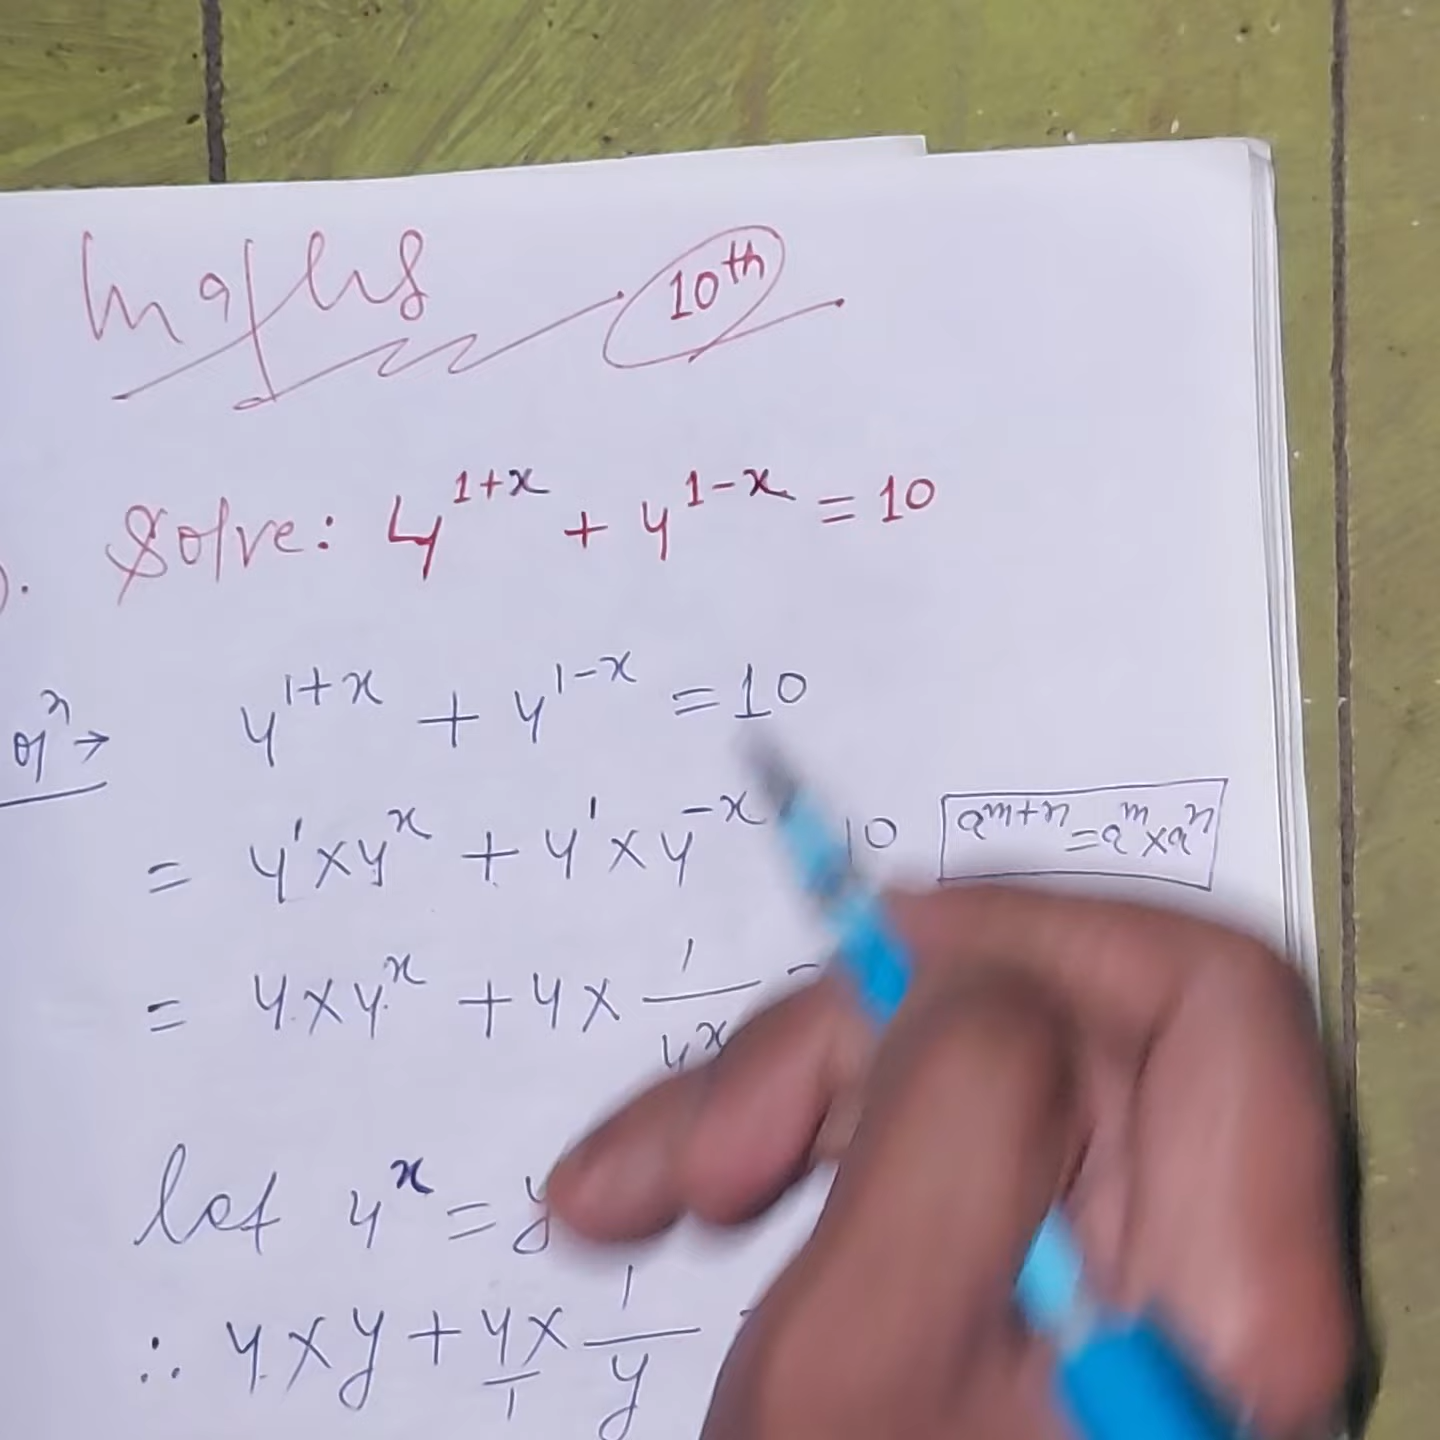 Maths 10th
Solve: 4^{1+x} + 4^{1-x} = 10
4^{1+x} + 4^{1-x} = 10
= 4^1 × 4^x + 4^1 × 4^{-x} 10
a^n × a^m = a^{m+n}
= 4 × 4^x + 4 × 1/4^x
let 4^x = y
∴ 4 × y + 4/1 × 1/y